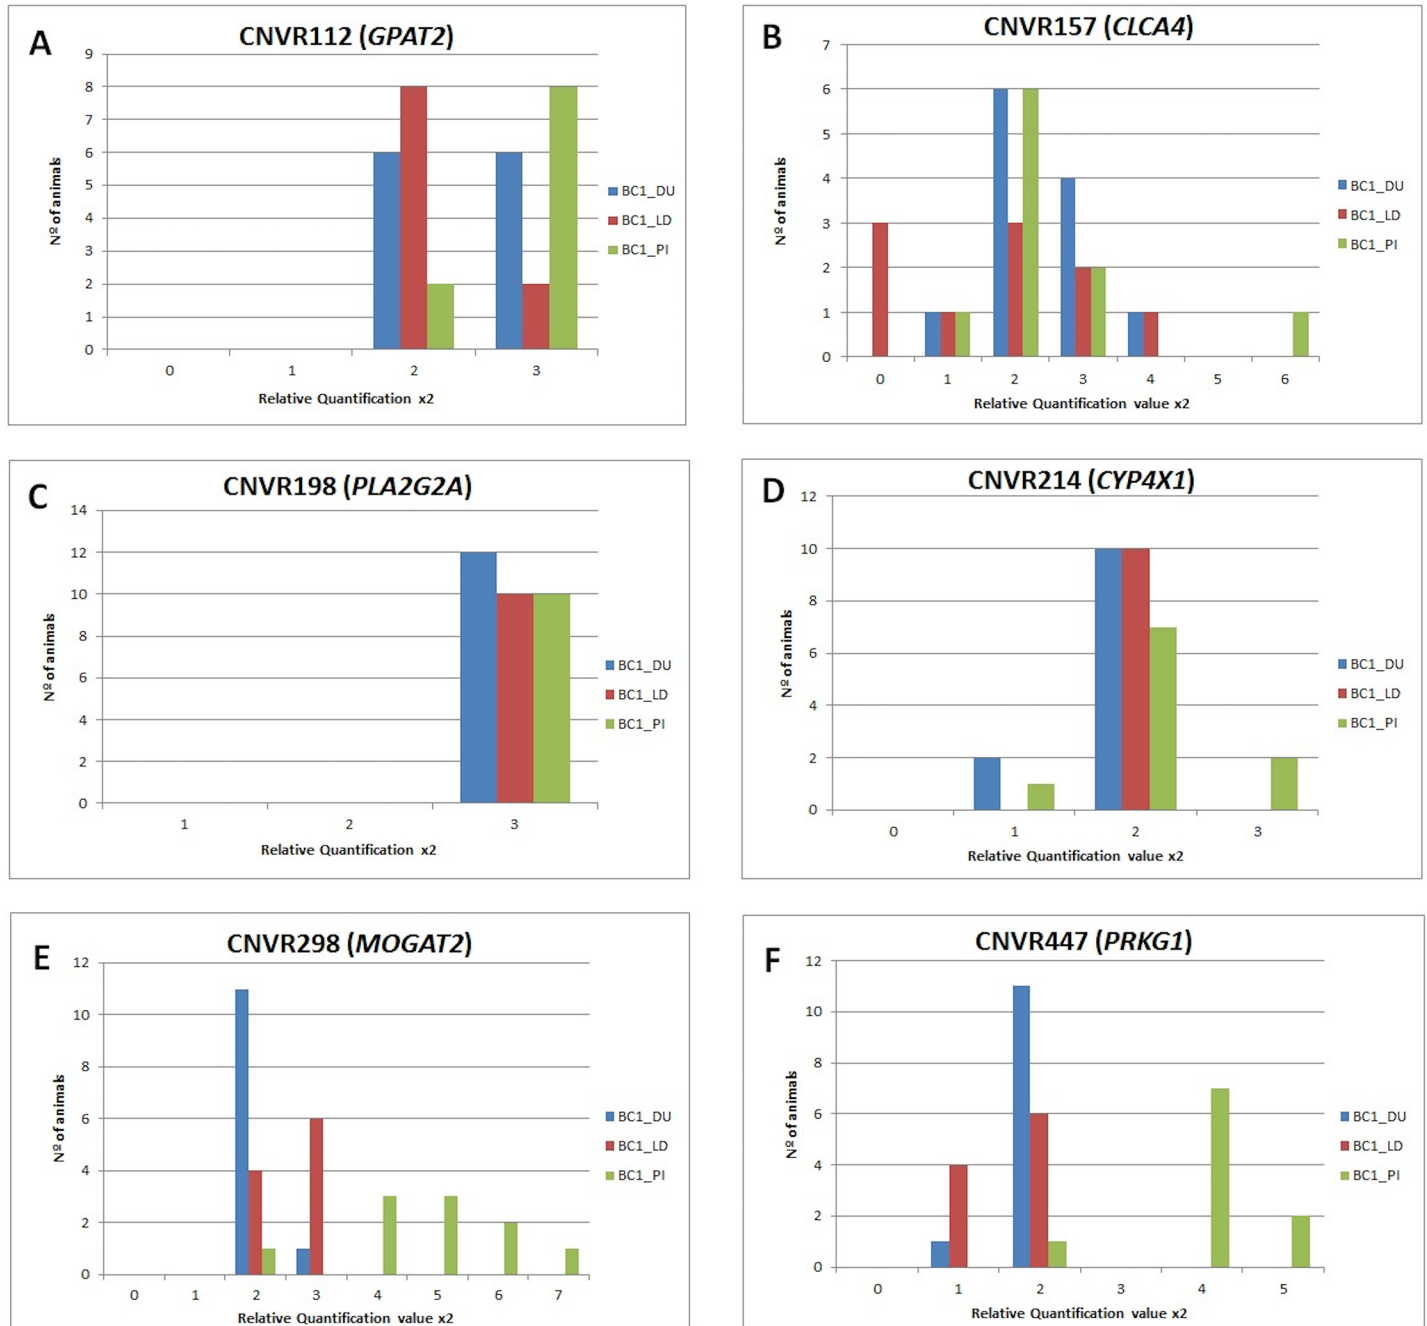 A
CNVR112 (GPAT2)
9
8
7
6
5
4
3
2
1
0
Nº of animals
0 1 2 3
Relative Quantification x2
BC1_DU
BC1_LD
BC1_PI
B
CNVR157 (CLCA4)
7
6
5
4
3
2
1
0
Nº of animals
0 1 2 3 4 5 6
Relative Quantification value x2
BC1_DU
BC1_LD
BC1_PI
C
CNVR198 (PLA2G2A)
14
12
10
8
6
4
2
0
Nº of animals
1 2 3
Relative Quantification x2
BC1_DU
BC1_LD
BC1_PI
D
CNVR214 (CYP4X1)
12
10
8
6
4
2
0
Nº of animals
0 1 2 3
Relative Quantification value x2
BC1_DU
BC1_LD
BC1_PI
E
CNVR298 (MOGAT2)
12
10
8
6
4
2
0
Nº of animals
0 1 2 3 4 5 6 7
Relative Quantification value x2
BC1_DU
BC1_LD
BC1_PI
F
CNVR447 (PRKG1)
12
10
8
6
4
2
0
Nº of animals
0 1 2 3 4 5
Relative Quantification value x2
BC1_DU
BC1_LD
BC1_PI